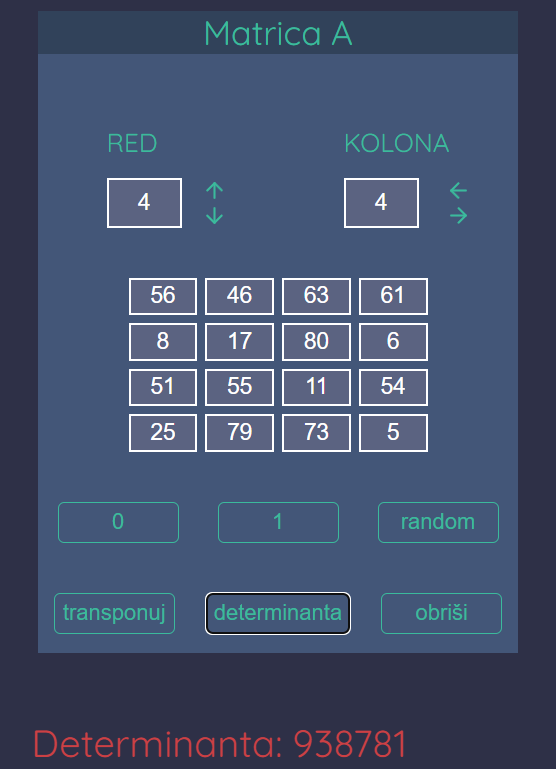 Matrica A
RED KOLONA
4 ↑ ↓ 4 ← →
56 46 63 61
8 17 80 6
51 55 11 54
25 79 73 5
0 1 random
transponuj determinanta obriši
Determinanta: 938781